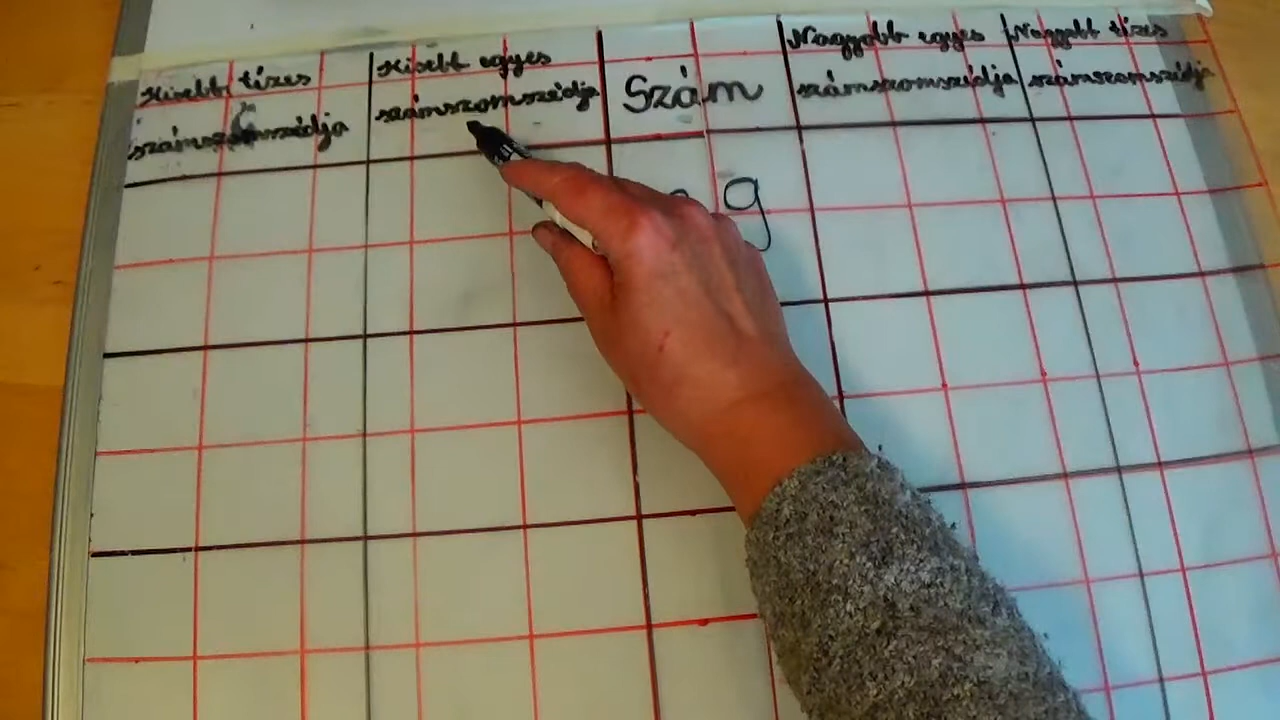 Kisebb tízes
számszomszédja
Kisebb egyes
számszomszédja
Szám
Nagyobb egyes
számszomszédja
Nagyobb tízes
számszomszédja
9